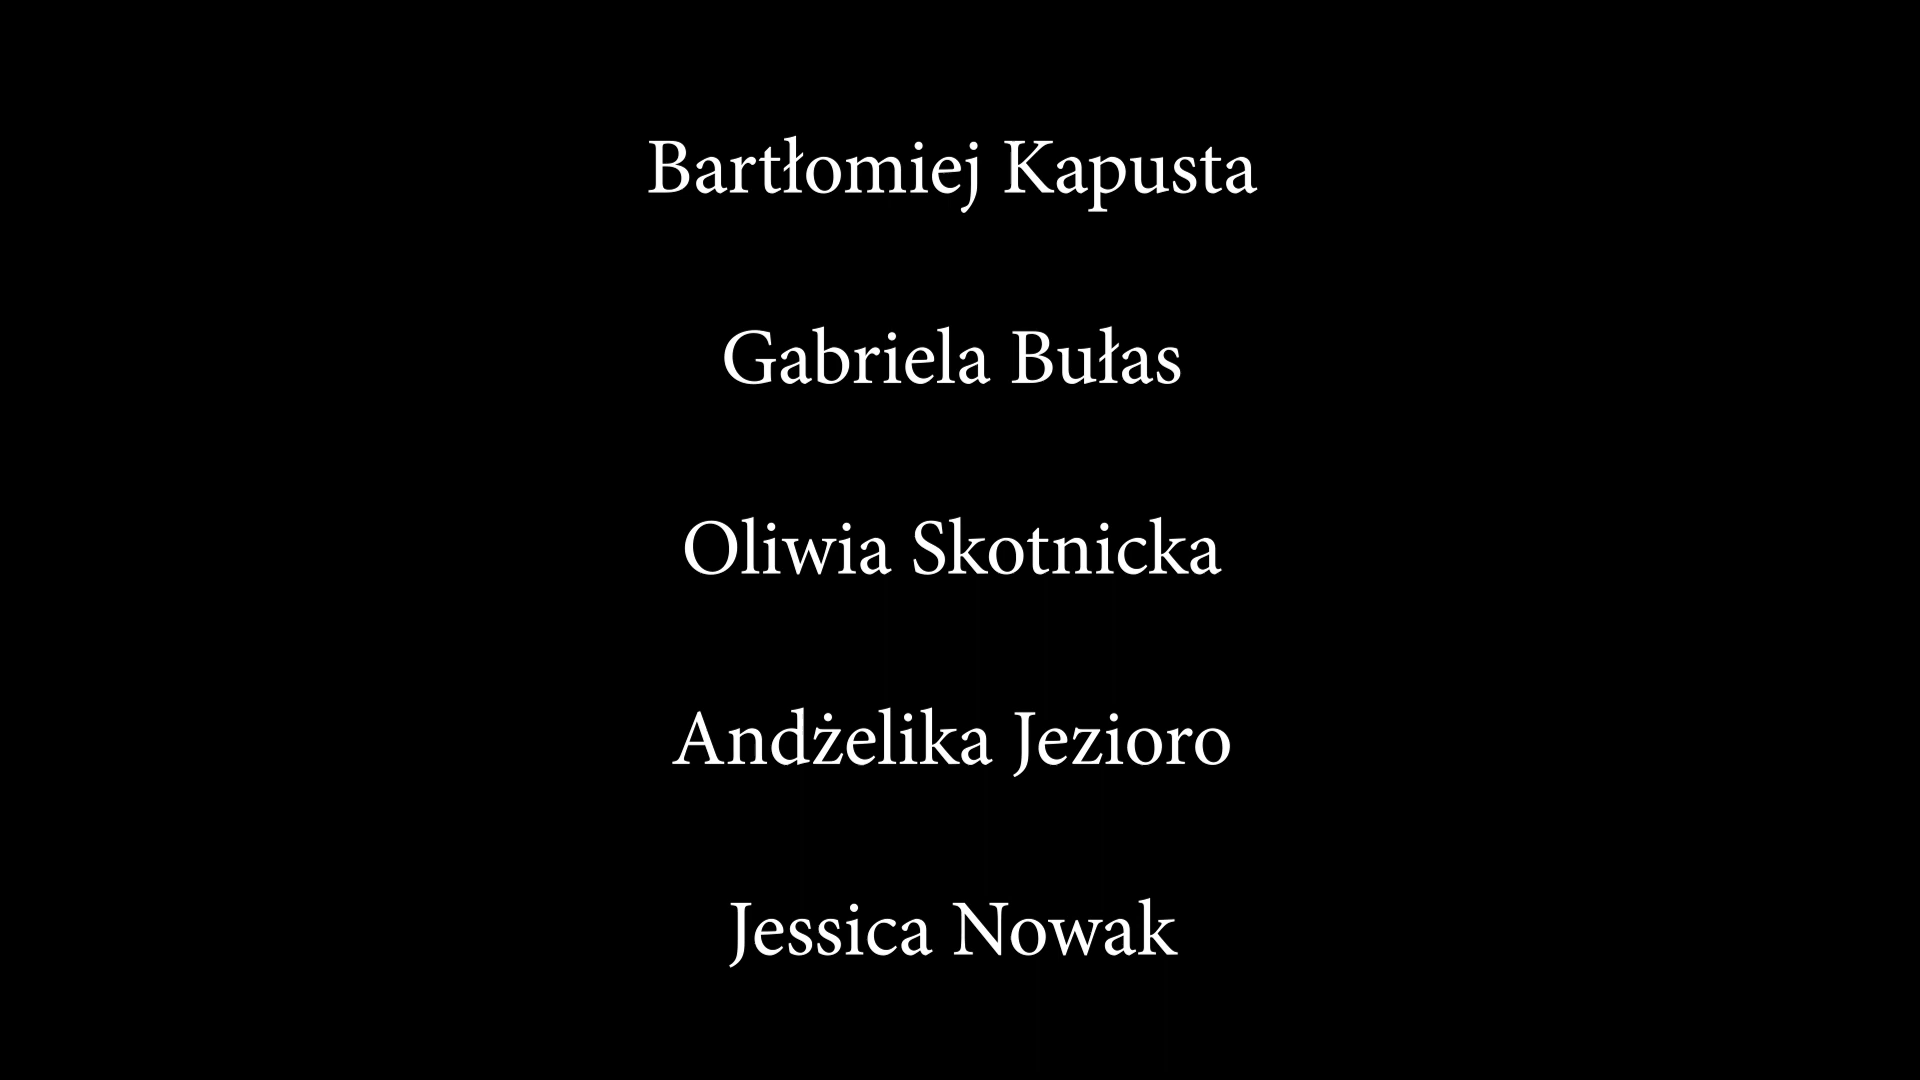 Bartłomiej Kapusta
Gabriela Bułas
Oliwia Skotnicka
Andżelika Jezioro
Jessica Nowak